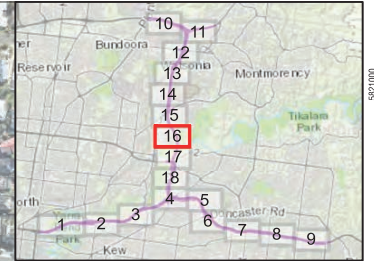 10
11
Bundoora
12
Reservoir
13
Montmorency
14
15
Tikalara
Park
16
17
18
4
5
orth
Doncaster Rd
3
6
1
2
7
8
9
Park
Kew
5821000